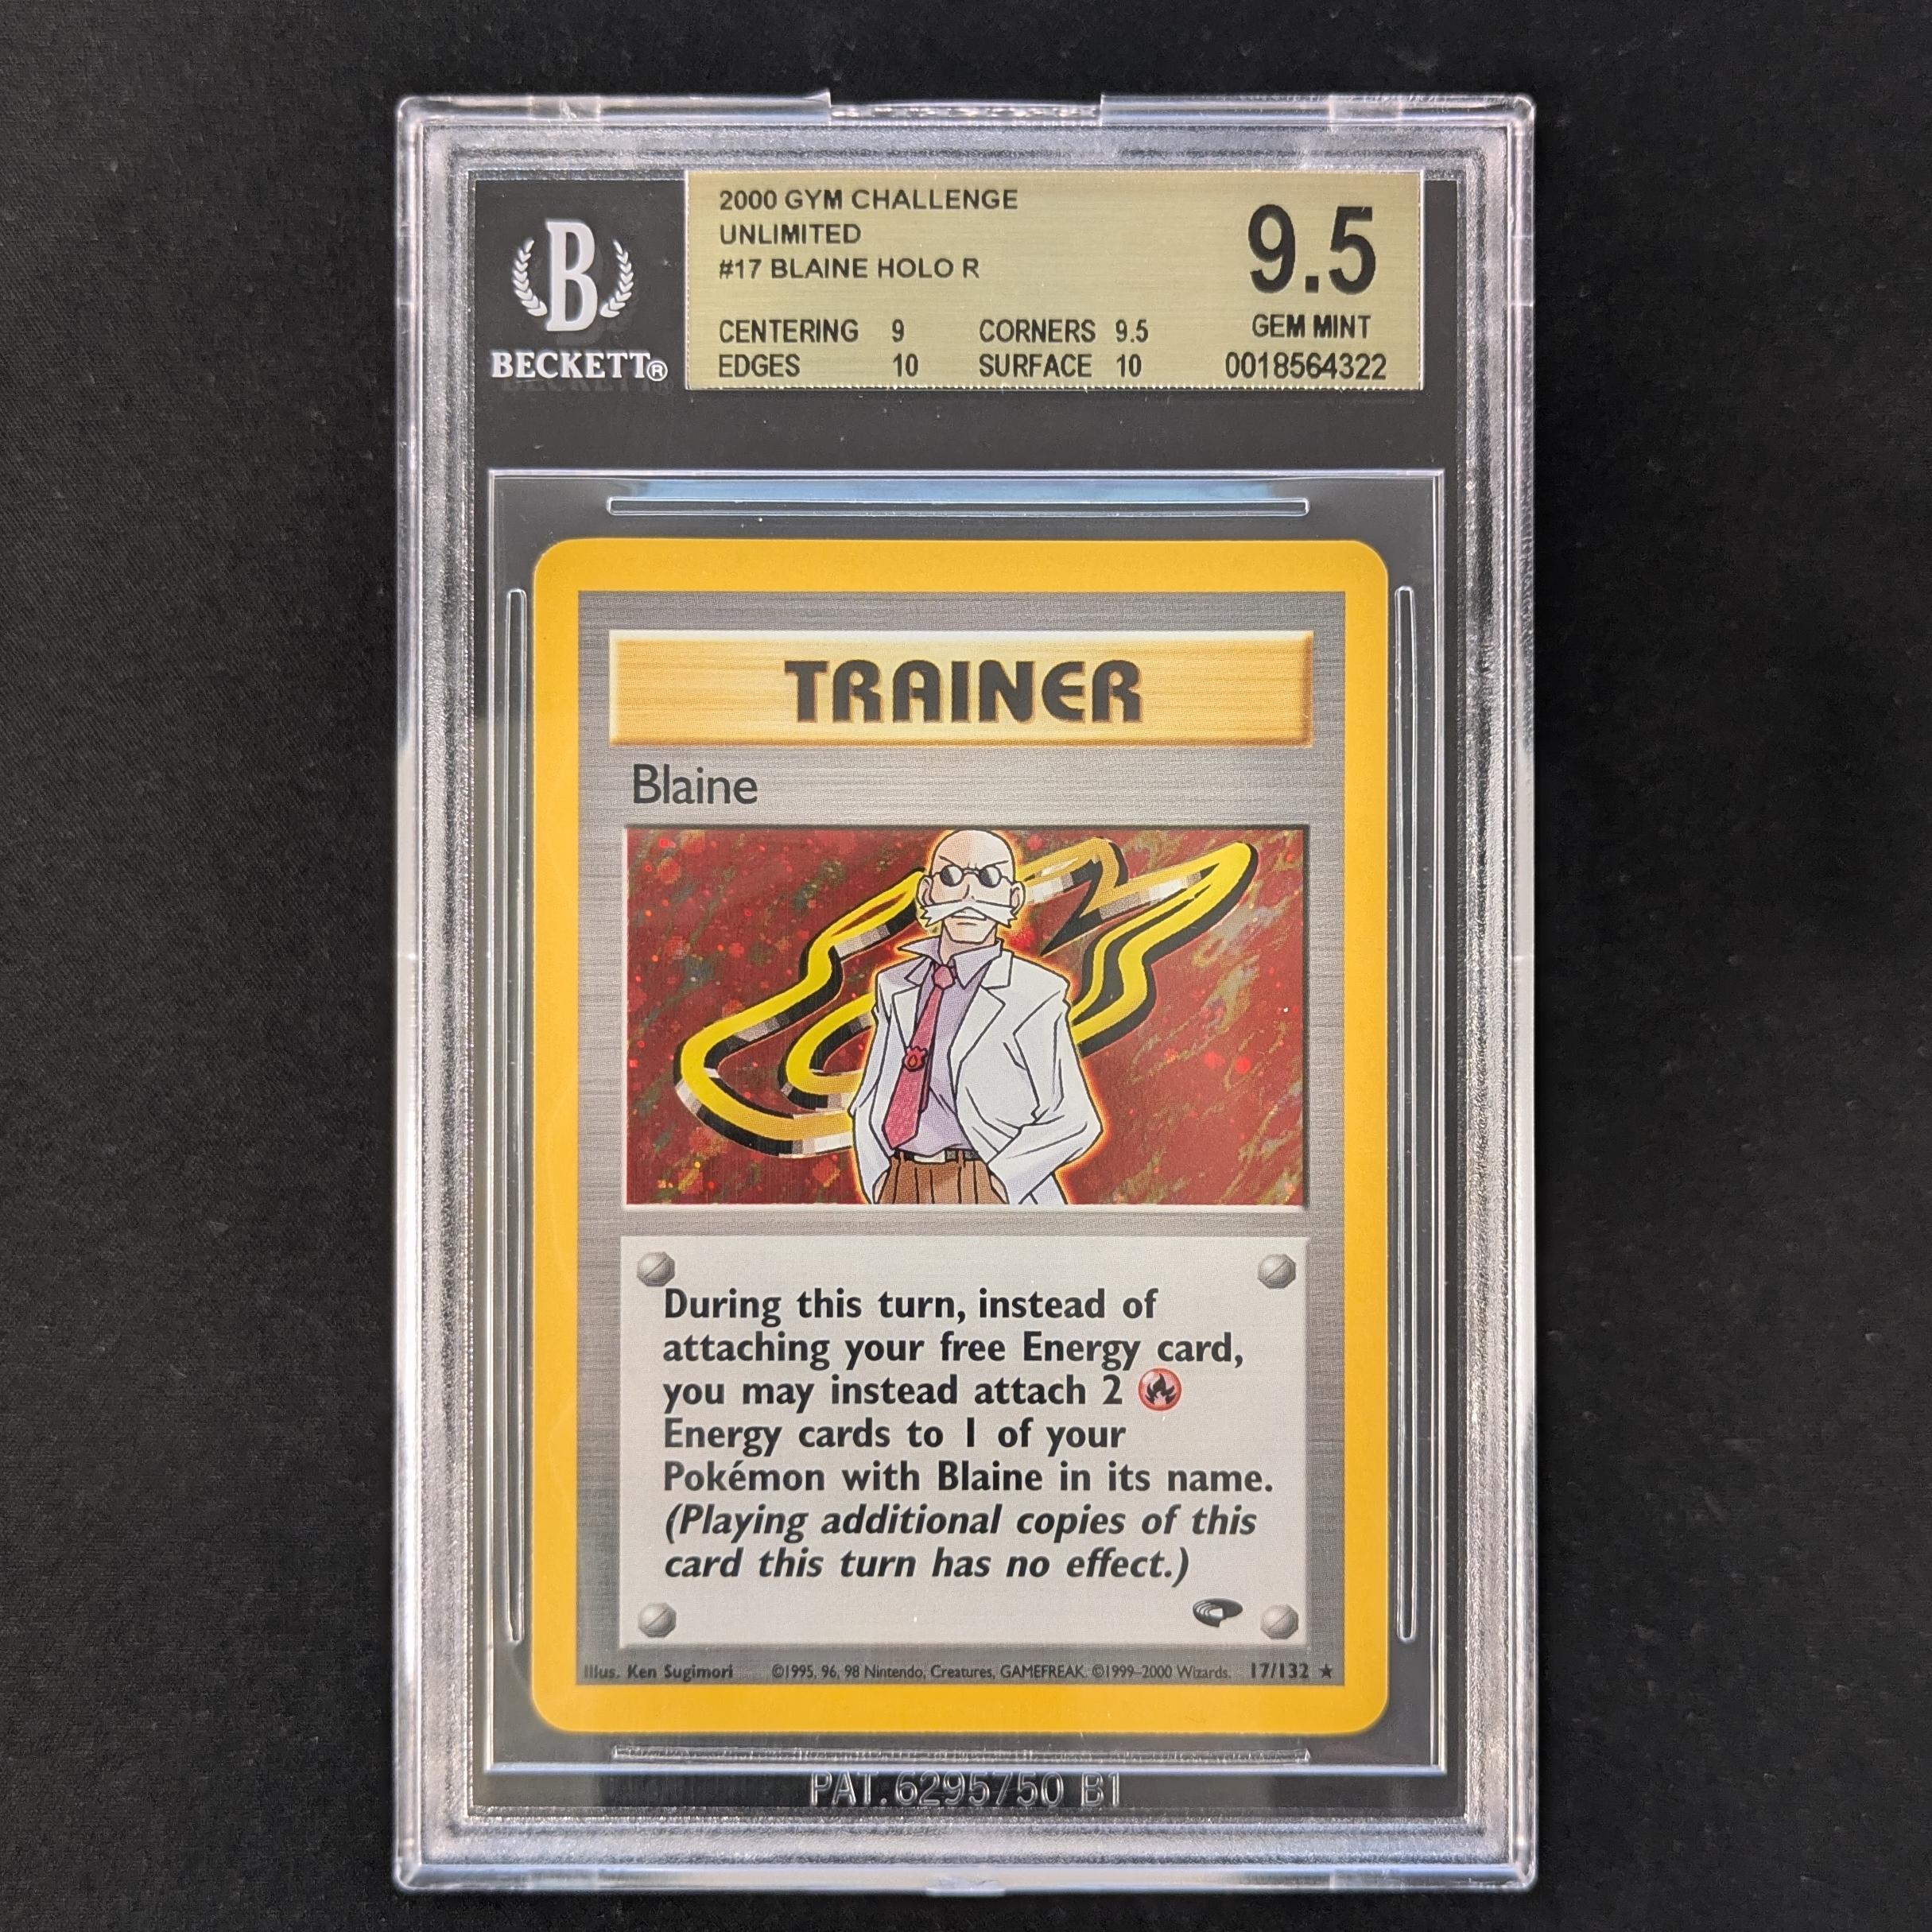 2000 GYM CHALLENGE
UNLIMITED
#17 BLAINE HOLO R
9.5
CENTERING 9 CORNERS 9.5
EDGES 10 SURFACE 10
GEM MINT
0018564322
B
BECKETT®
TRAINER
Blaine
During this turn, instead of
attaching your free Energy card,
you may instead attach 2
Energy cards to 1 of your
Pokémon with Blaine in its name.
(Playing additional copies of this
card this turn has no effect.)
Illus. Ken Sugimori ©1995, 96, 98 Nintendo, Creatures, GAMEFREAK. ©1999–2000 Wizards. 17/132 ★
PAT.6295750 B1